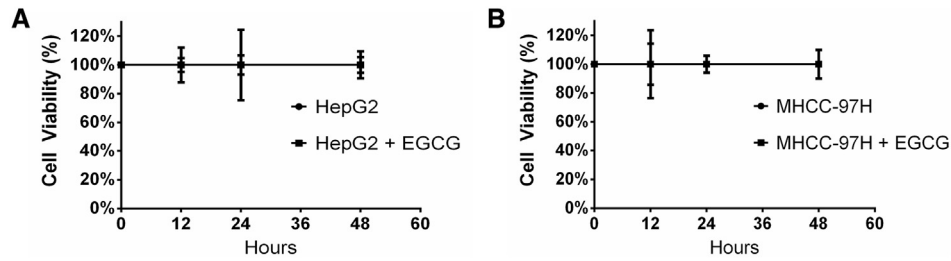 A
Cell Viability (%)
120%
100%
80%
60%
40%
20%
0%
0 12 24 36 48 60
Hours
HepG2
HepG2 + EGCG
B
Cell Viability (%)
120%
100%
80%
60%
40%
20%
0%
0 12 24 36 48 60
Hours
MHCC-97H
MHCC-97H + EGCG